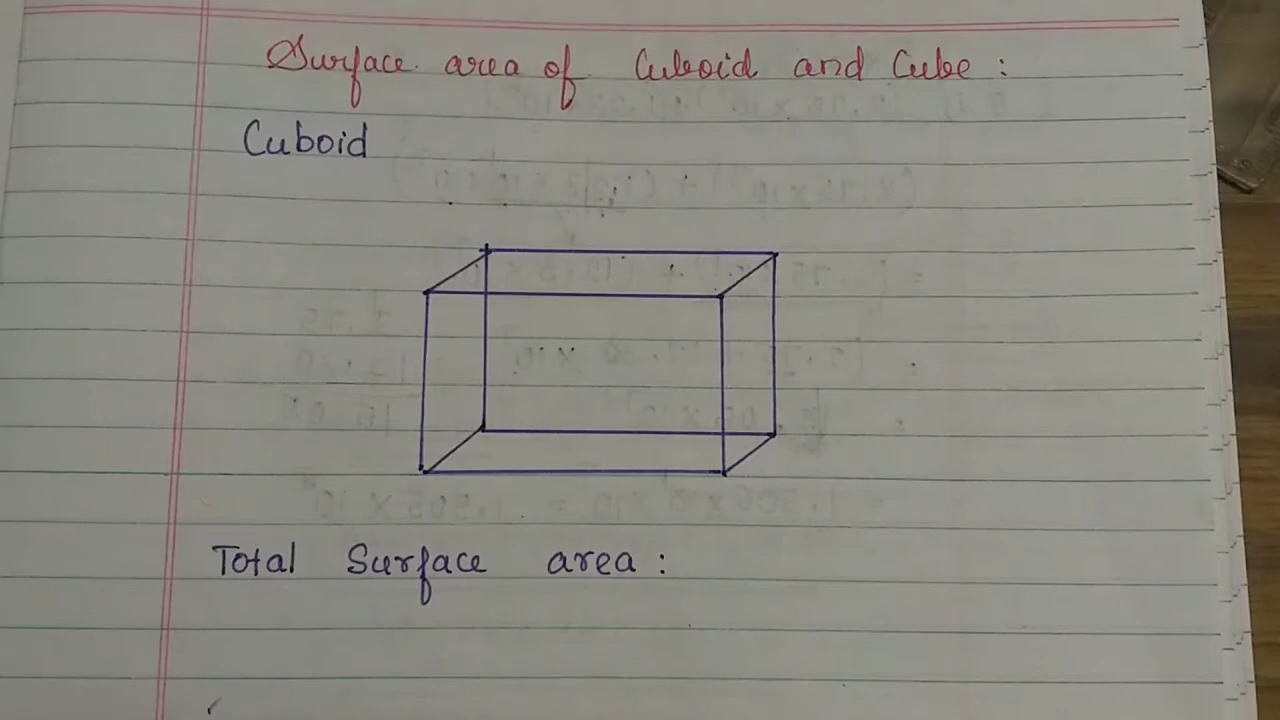 Surface area of Cuboid and Cube :
Cuboid
Total Surface area :